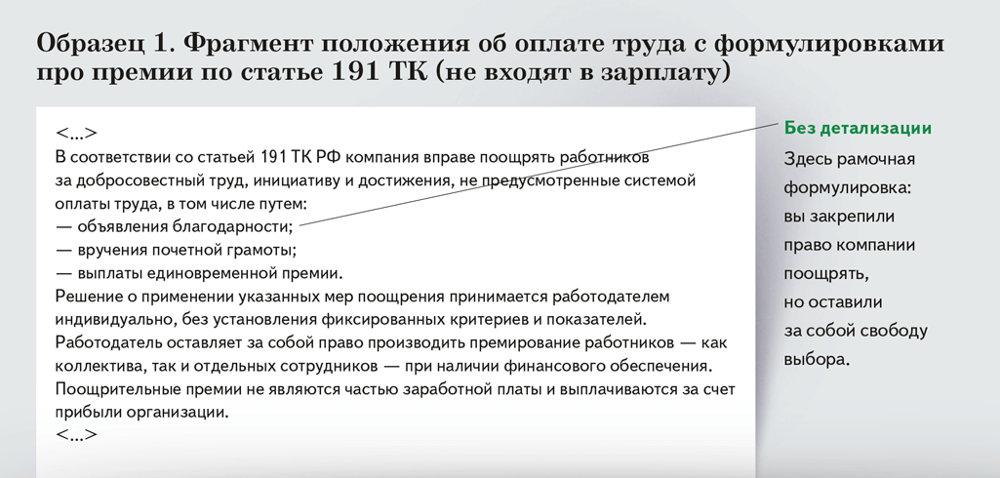 Образец 1. Фрагмент положения об оплате труда с формулировками
про премии по статье 191 ТК (не входят в зарплату)
<...>
В соответствии со статьей 191 ТК РФ компания вправе поощрять работников
за добросовестный труд, инициативу и достижения, не предусмотренные системой
оплаты труда, в том числе путем:
— объявления благодарности;
— вручения почетной грамоты;
— выплаты единовременной премии.
Решение о применении указанных мер поощрения принимается работодателем
индивидуально, без установления фиксированных критериев и показателей.
Работодатель оставляет за собой право производить премирование работников — как
коллектива, так и отдельных сотрудников — при наличии финансового обеспечения.
Поощрительные премии не являются частью заработной платы и выплачиваются за счет
прибыли организации.
<...>
Без детализации
Здесь рамочная
формулировка:
вы закрепили
право компании
поощрять,
но оставили
за собой свободу
выбора.